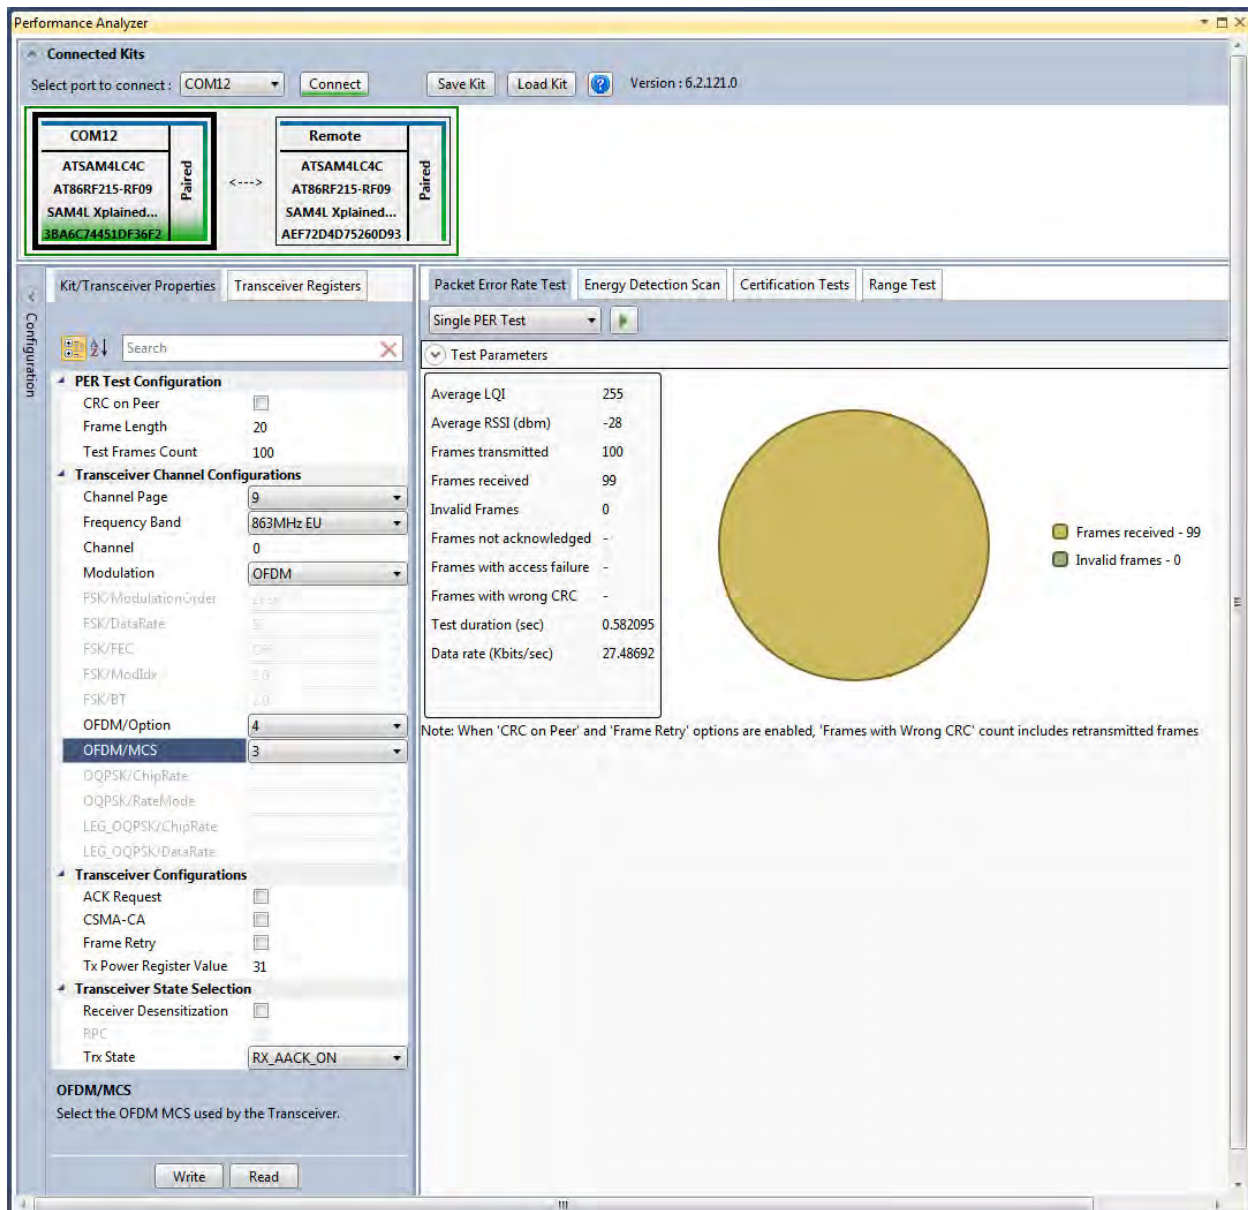 Performance Analyzer
Connected Kits
Select port to connect : COM12 Connect Save Kit Load Kit ? Version : 6.2.121.0
COM12
ATSAM4LC4C
AT86RF215-RF09
SAM4L Xplained...
3BA6C74451DF36F2
Paired
<--->
Remote
ATSAM4LC4C
AT86RF215-RF09
SAM4L Xplained...
AEF72D4D75260D93
Paired
Configuration
Kit/Transceiver Properties Transceiver Registers
Search
PER Test Configuration
CRC on Peer
Frame Length 20
Test Frames Count 100
Transceiver Channel Configurations
Channel Page 9
Frequency Band 863MHz EU
Channel 0
Modulation OFDM
FSK/ModulationOrder
FSK/DataRate
FSK/FEC
FSK/ModIdx
FSK/BT
OFDM/Option 4
OFDM/MCS 3
OQPSK/ChipRate
OQPSK/RateMode
LEG_OQPSK/ChipRate
LEG_OQPSK/DataRate
Transceiver Configurations
ACK Request
CSMA-CA
Frame Retry
Tx Power Register Value 31
Transceiver State Selection
Receiver Desensitization
RPC
Trx State RX_AACK_ON
OFDM/MCS
Select the OFDM MCS used by the Transceiver.
Write Read
Packet Error Rate Test Energy Detection Scan Certification Tests Range Test
Single PER Test
Test Parameters
Average LQI 255
Average RSSI (dbm) -28
Frames transmitted 100
Frames received 99
Invalid Frames 0
Frames not acknowledged -
Frames with access failure -
Frames with wrong CRC -
Test duration (sec) 0.582095
Data rate (Kbits/sec) 27.48692
Frames received - 99
Invalid frames - 0
Note: When 'CRC on Peer' and 'Frame Retry' options are enabled, 'Frames with Wrong CRC' count includes retransmitted frames